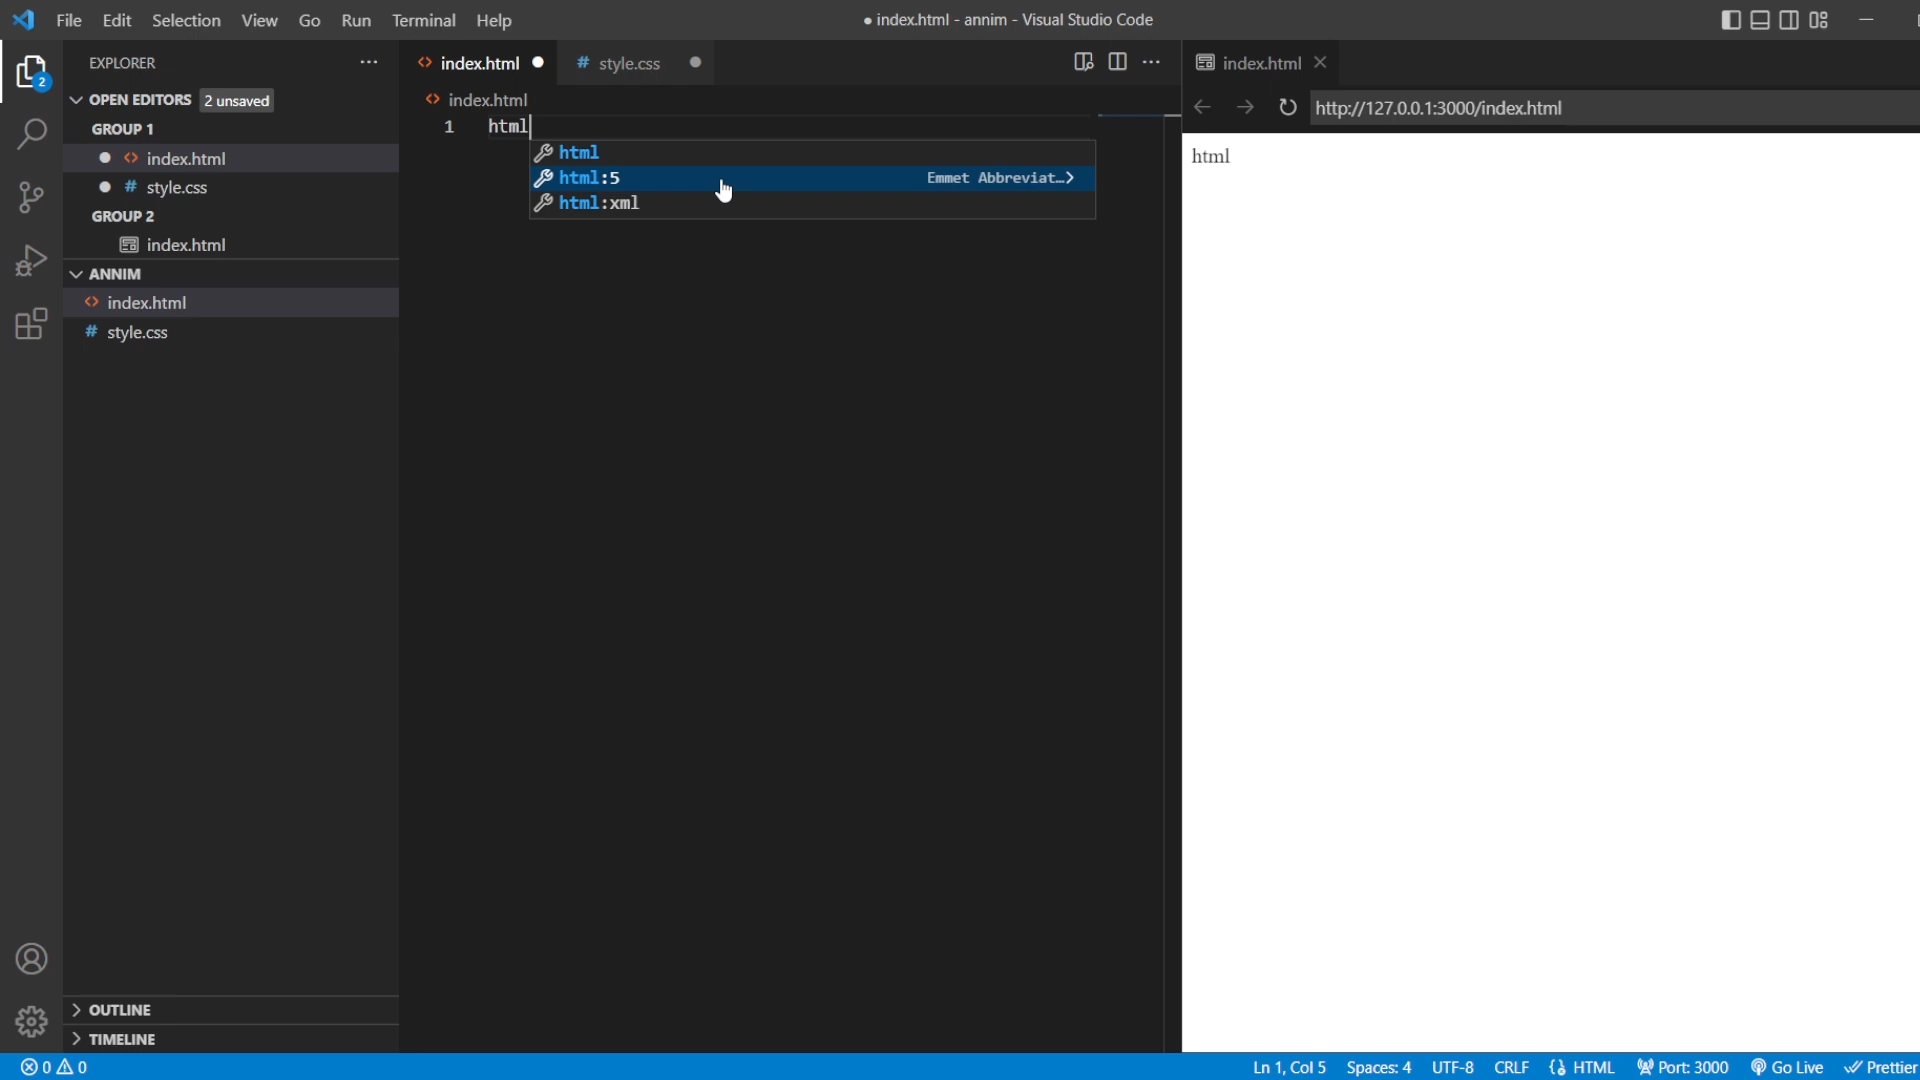 File Edit Selection View Go Run Terminal Help
● index.html - annim - Visual Studio Code
EXPLORER
OPEN EDITORS 2 unsaved
GROUP 1
index.html
style.css
GROUP 2
index.html
ANNIM
index.html
style.css
OUTLINE
TIMELINE
2
index.html style.css
index.html
1 html
html
html:5 Emmet Abbreviat…
html:xml
index.html
http://127.0.0.1:3000/index.html
html
0 0
Ln 1, Col 5 Spaces: 4 UTF-8 CRLF HTML Port: 3000 Go Live Prettier